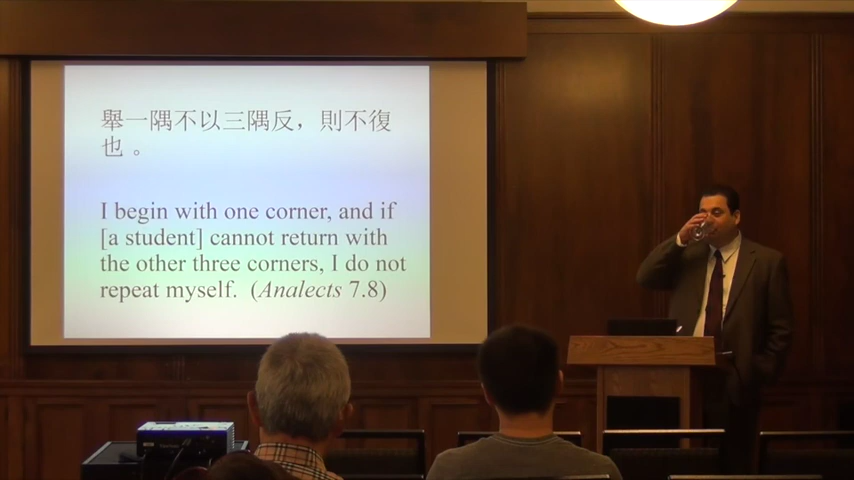 舉一隅不以三隅反，則不復
也。
I begin with one corner, and if
[a student] cannot return with
the other three corners, I do not
repeat myself.  (Analects 7.8)